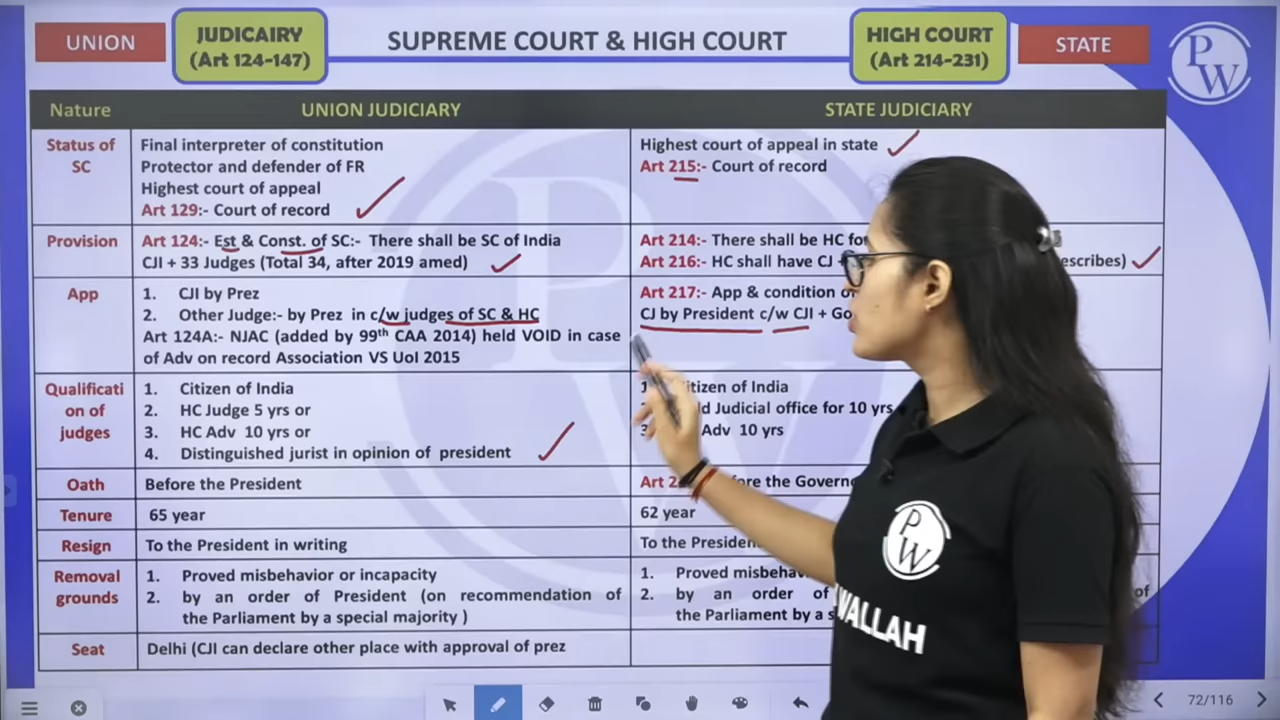 UNION
JUDICAIRY
(Art 124-147)
SUPREME COURT & HIGH COURT
HIGH COURT
(Art 214-231)
STATE
PW
Nature
UNION JUDICIARY
STATE JUDICIARY
Status of
SC
Final interpreter of constitution
Protector and defender of FR
Highest court of appeal
Art 129:- Court of record
Highest court of appeal in state
Art 215:- Court of record
Provision
Art 124:- Est & Const. of SC:- There shall be SC of India
CJI + 33 Judges (Total 34, after 2019 amed)
Art 214:- There shall be HC
Art 216:- HC shall have CJ
escribes)
App
1. CJI by Prez
2. Other Judge:- by Prez in c/w judges of SC & HC
Art 124A:- NJAC (added by 99th CAA 2014) held VOID in case
of Adv on record Association VS UoI 2015
Art 217:- App & condition
CJ by President c/w CJI +
Qualificati
on of
judges
1. Citizen of India
2. HC Judge 5 yrs or
3. HC Adv 10 yrs or
4. Distinguished jurist in opinion of president
Citizen of India
Judicial office for 10 yrs
Adv 10 yrs
Oath
Before the President
Art
the
Tenure
65 year
62 year
Resign
To the President in writing
To the
Removal
grounds
1. Proved misbehavior or incapacity
2. by an order of President (on recommendation of
the Parliament by a special majority )
1. Proved
2. by an order of
of
the Parliament by a
Seat
Delhi (CJI can declare other place with approval of prez
PW
WALLAH
72/116